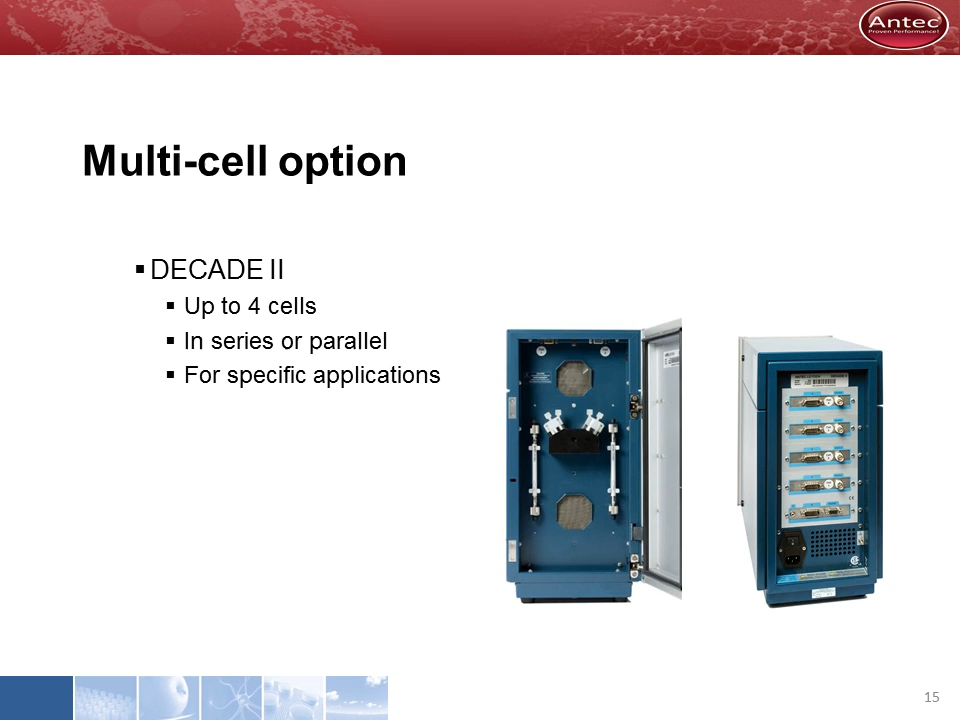 Antec
Proven Performance!
Multi-cell option
▪ DECADE II
▪ Up to 4 cells
▪ In series or parallel
▪ For specific applications
15